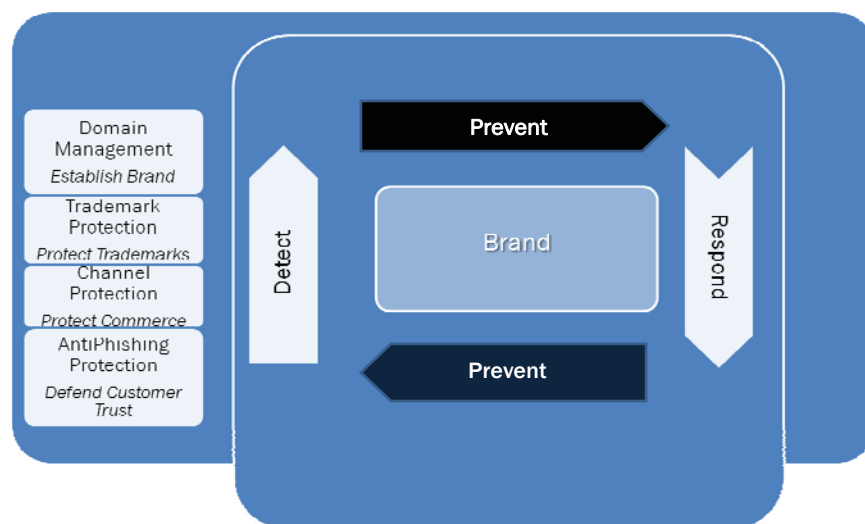 Domain
Management
Establish Brand
Trademark
Protection
Protect Trademarks
Channel
Protection
Protect Commerce
AntiPhishing
Protection
Defend Customer
Trust
Prevent
Detect
Brand
Respond
Prevent